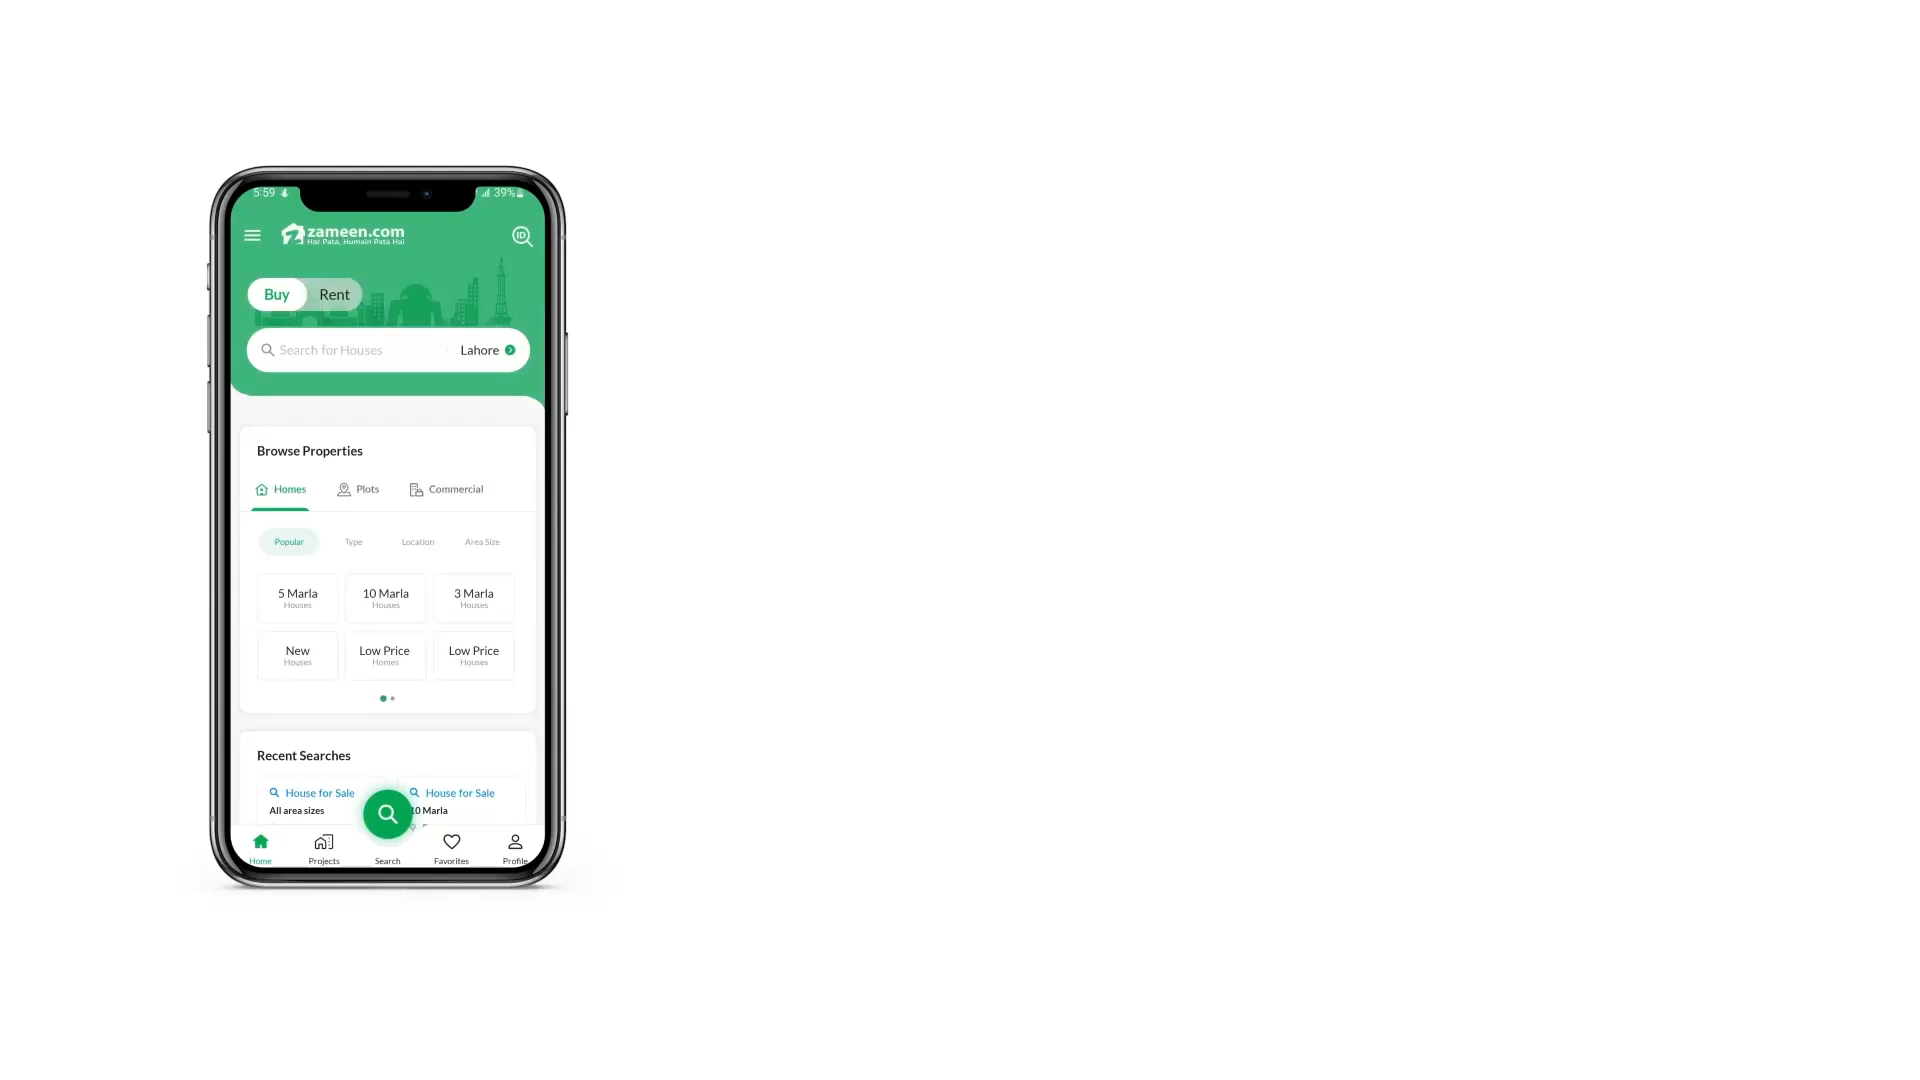 5:59
39%
zameen.com
Har Pata, Humain Pata Hai
ID
Buy Rent
Search for Houses Lahore
Browse Properties
Homes Plots Commercial
Popular Type Location Area Size
5 Marla 10 Marla 3 Marla
Houses Houses Houses
New Low Price Low Price
Houses Homes Houses
Recent Searches
House for Sale House for Sale
All area sizes 10 Marla
Home Projects Search Favorites Profile